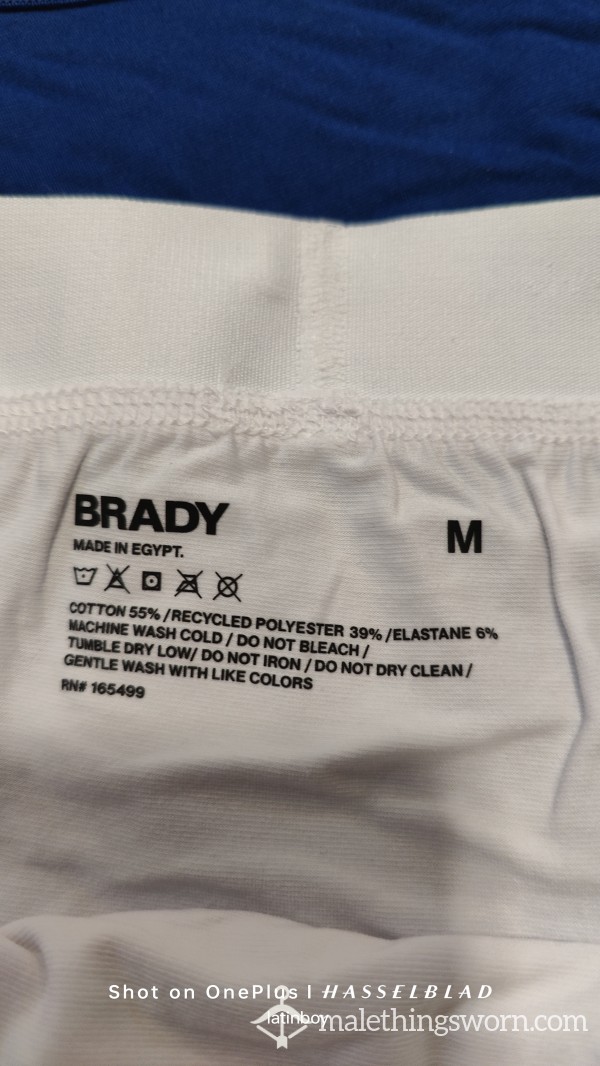 BRADY
M
MADE IN EGYPT.
COTTON 55% /RECYCLED POLYESTER 39% /ELASTANE 6%
MACHINE WASH COLD / DO NOT BLEACH /
TUMBLE DRY LOW/ DO NOT IRON / DO NOT DRY CLEAN /
GENTLE WASH WITH LIKE COLORS
RN# 165499
Shot on OnePlus | HASSELBLAD
latinboy
malethingsworn.com